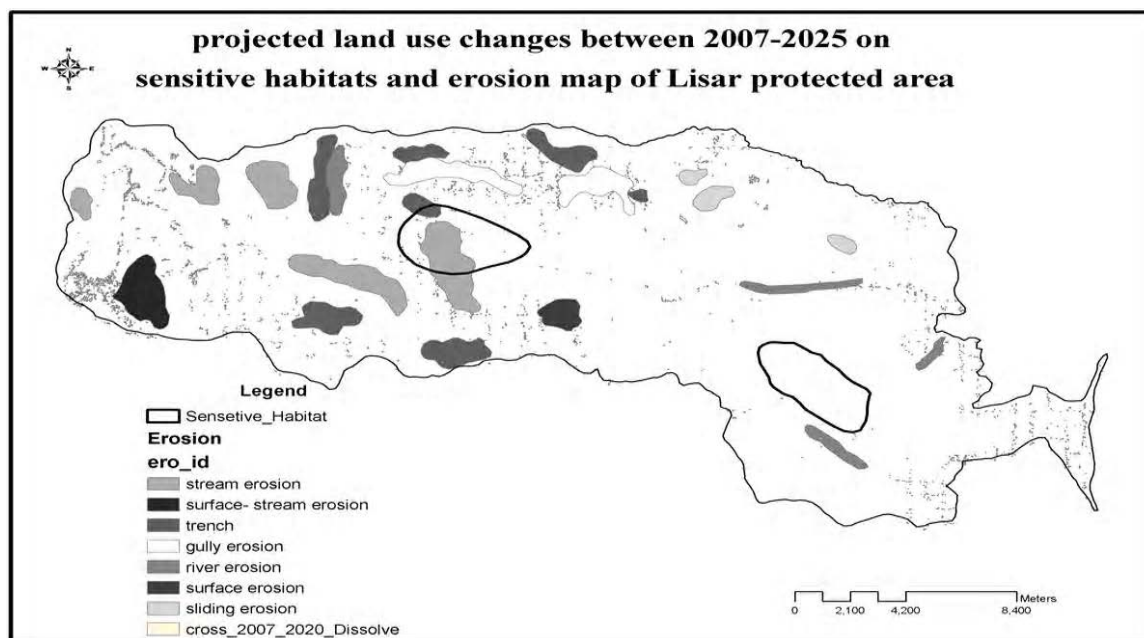 projected land use changes between 2007-2025 on
sensitive habitats and erosion map of Lisar protected area
N
W E
S
Legend
Sensetive_Habitat
Erosion
ero_id
stream erosion
surface- stream erosion
trench
gully erosion
river erosion
surface erosion
sliding erosion
cross_2007_2020_Dissolve
Meters
0 2,100 4,200 8,400